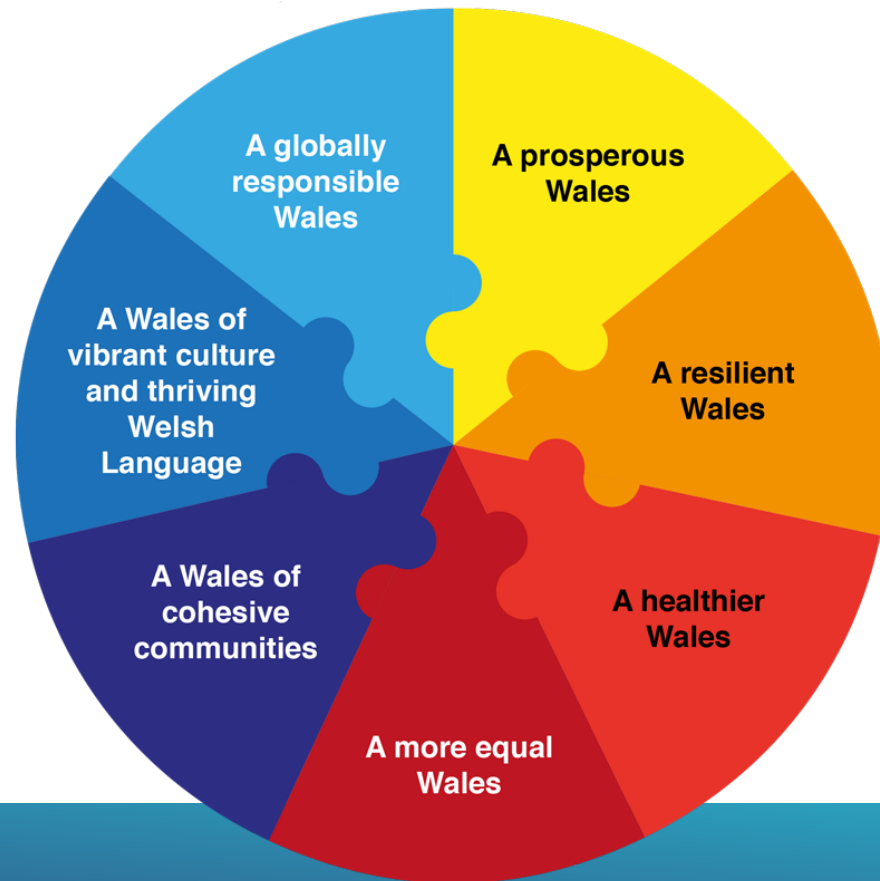 A prosperous
Wales
A resilient
Wales
A healthier
Wales
A more equal
Wales
A Wales of
cohesive
communities
A Wales of
vibrant culture
and thriving
Welsh
Language
A globally
responsible
Wales